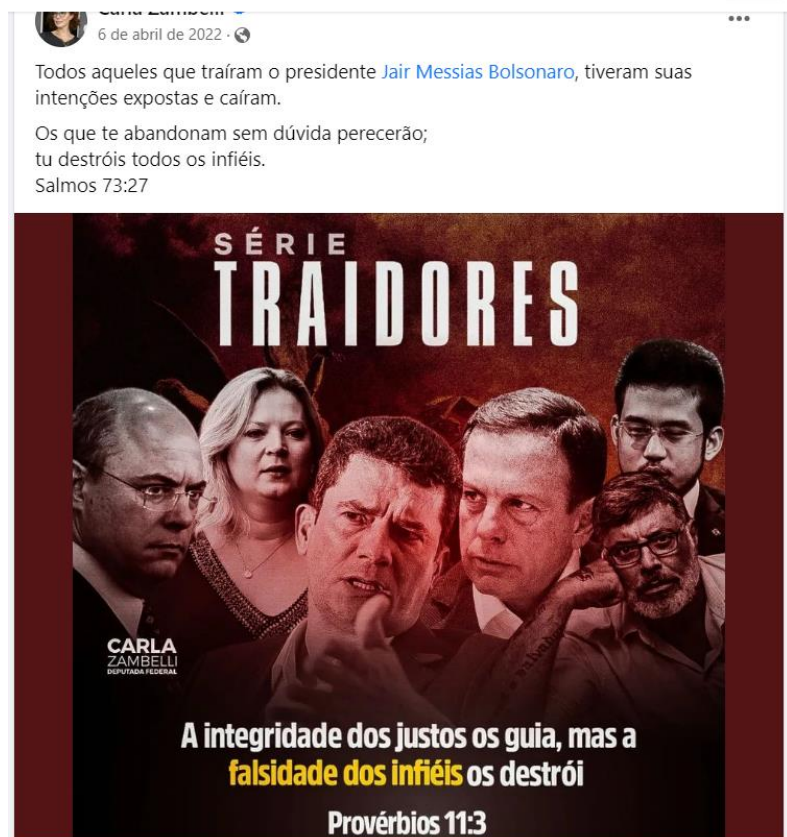 Carla Zambelli
6 de abril de 2022 ·
Todos aqueles que traíram o presidente Jair Messias Bolsonaro, tiveram suas
intenções expostas e caíram.
Os que te abandonam sem dúvida perecerão;
tu destróis todos os infiéis.
Salmos 73:27
SÉRIE
TRAIDORES
CARLA
ZAMBELLI
DEPUTADA FEDERAL
A integridade dos justos os guia, mas a
falsidade dos infiéis os destrói
Provérbios 11:3